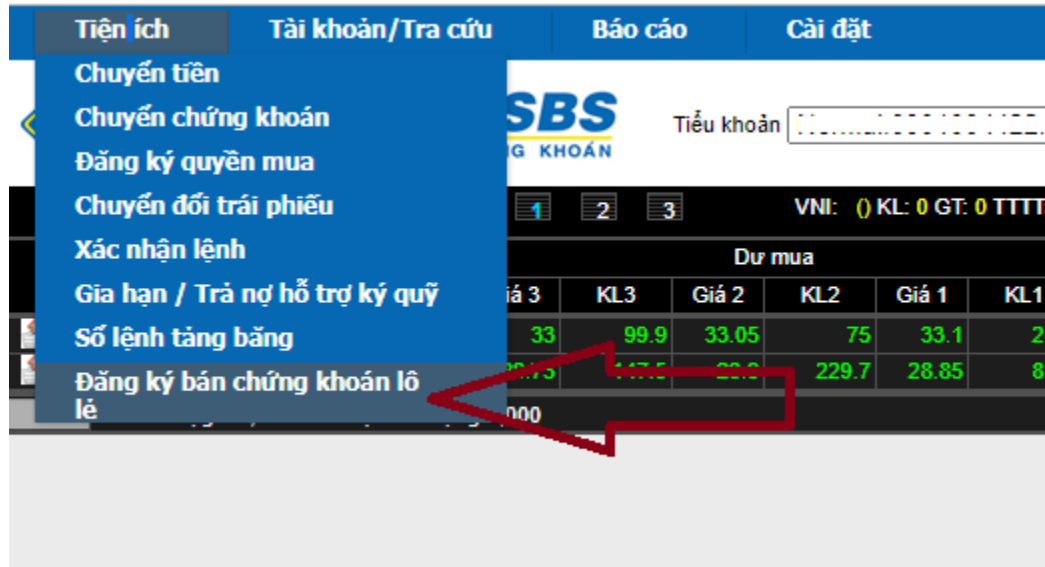 Tiện ích Tài khoản/Tra cứu Báo cáo Cài đặt
Chuyển tiền
Chuyển chứng khoán
SBS
Tiểu khoản
KHOÁN
Đăng ký quyền mua
Chuyển đổi trái phiếu
1 2 3 VNI: () KL: 0 GT: 0 TTTT
Xác nhận lệnh
Dư mua
Gia hạn / Trả nợ hỗ trợ ký quỹ
KL3 Giá 2 KL2 Giá 1 KL1
Sổ lệnh tảng băng
33 99.9 33.05 75 33.1
Đăng ký bán chứng khoán lô
lẻ
229.7 28.85